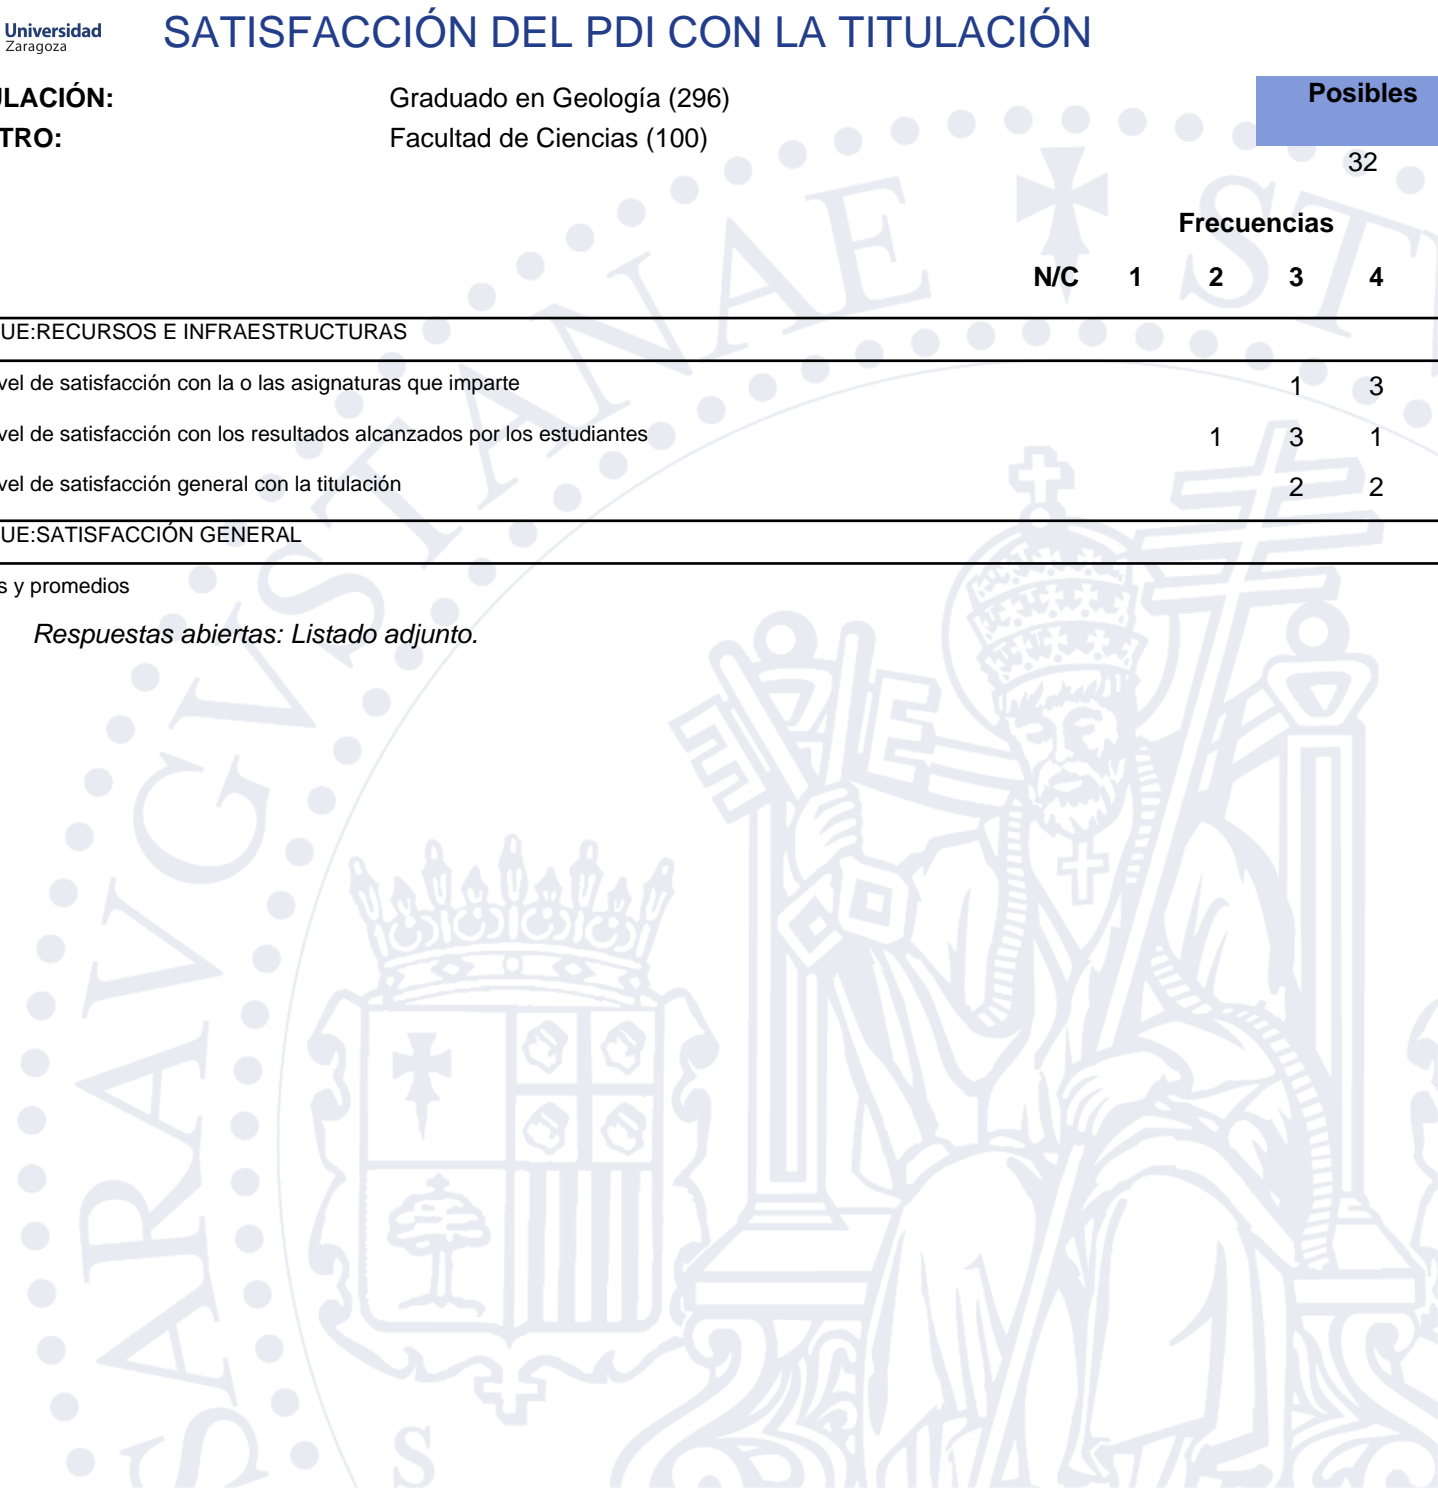 Universidad
Zaragoza
SATISFACCIÓN DEL PDI CON LA TITULACIÓN
ULACIÓN: Graduado en Geología (296) Posibles
TRO: Facultad de Ciencias (100)
32
Frecuencias
N/C 1 2 3 4
UE:RECURSOS E INFRAESTRUCTURAS
vel de satisfacción con la o las asignaturas que imparte 1 3
vel de satisfacción con los resultados alcanzados por los estudiantes 1 3 1
vel de satisfacción general con la titulación 2 2
UE:SATISFACCIÓN GENERAL
s y promedios
Respuestas abiertas: Listado adjunto.